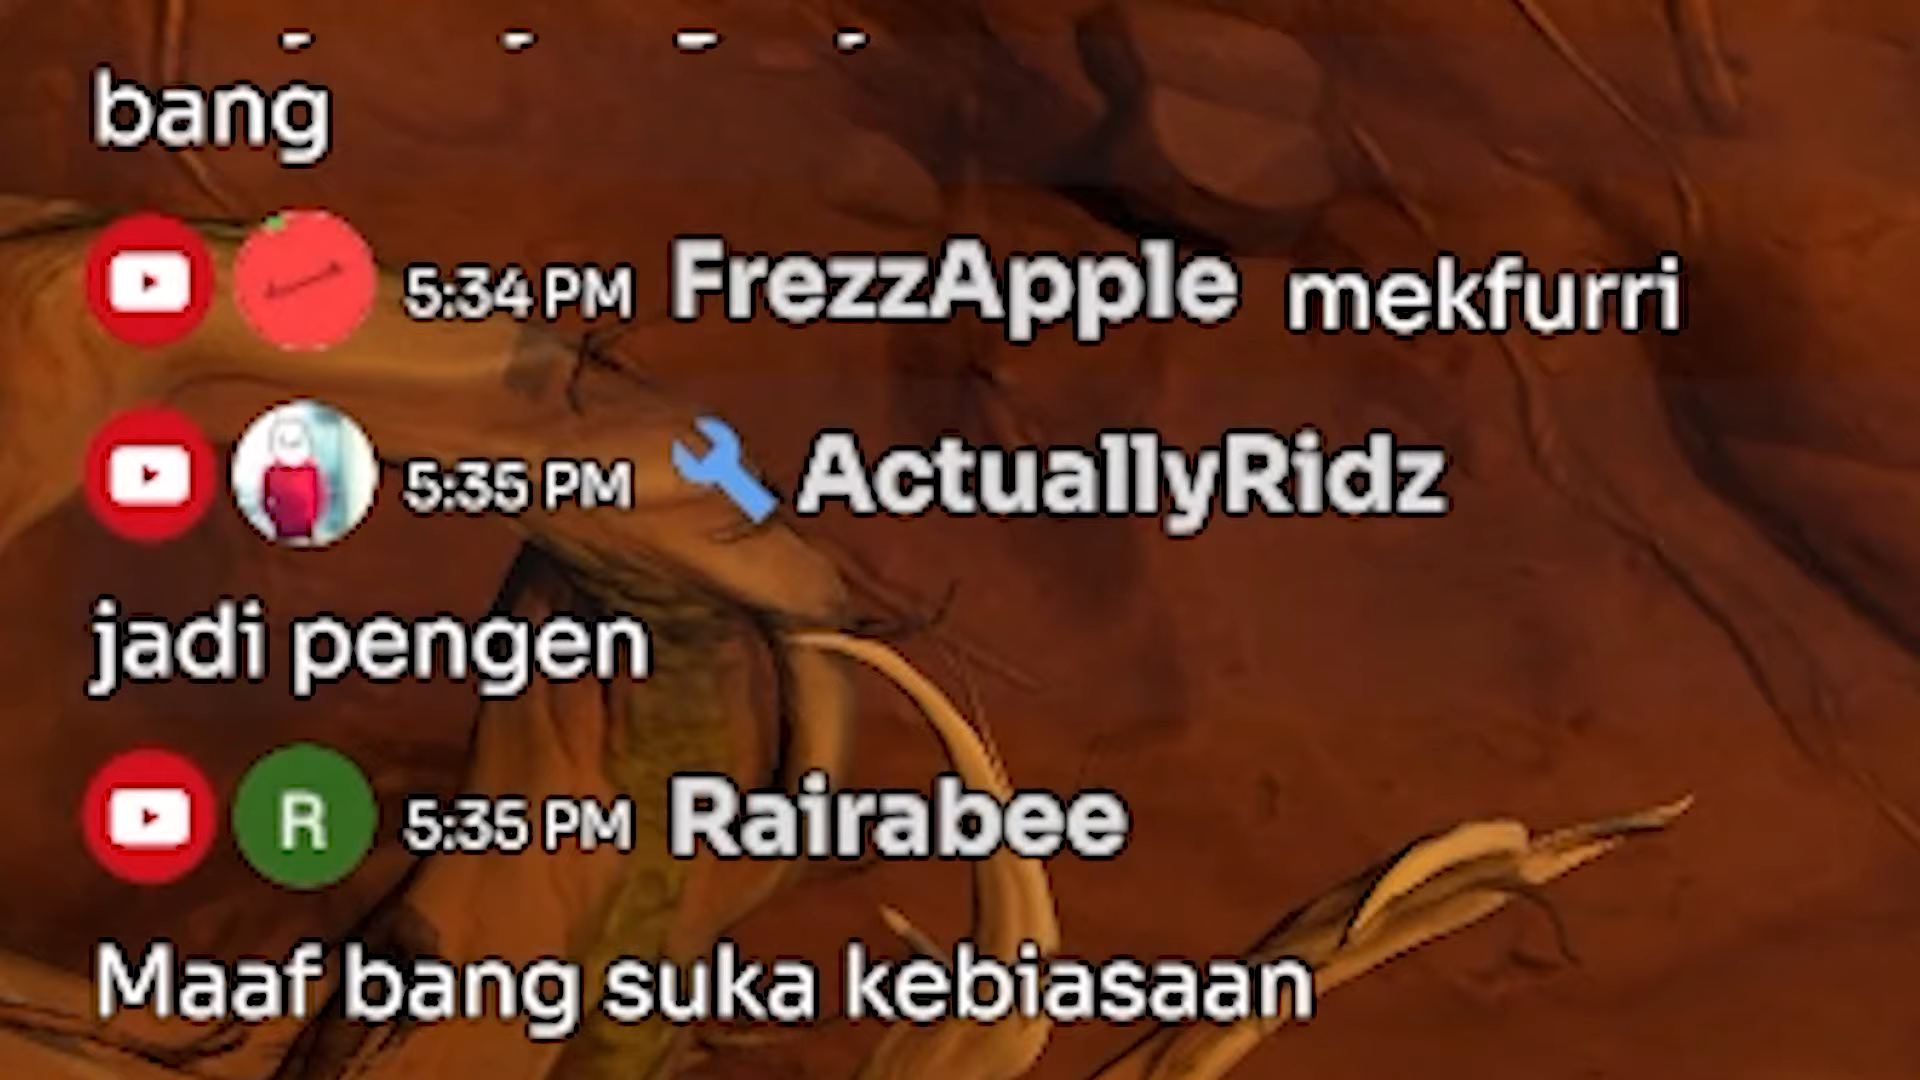 bang
5:34 PM FrezzApple mekfurri
5:35 PM ActuallyRidz
jadi pengen
R 5:35 PM Rairabee
Maaf bang suka kebiasaan